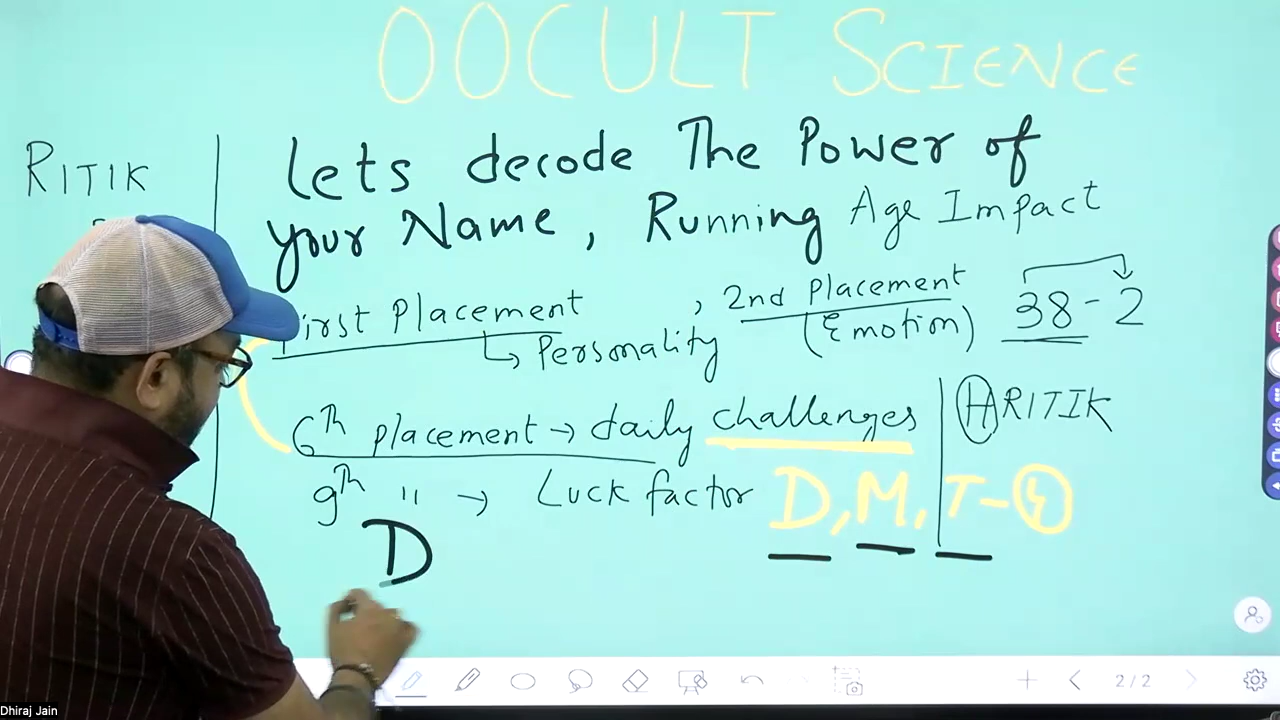 OOCULT SCIENCE
RITIK
Lets decode The Power of
your Name, Running Age Impact
irst Placement , 2nd Placement
↳ Personality (Emotion) 38 - 2
6th placement → daily challenges
HRITIK
9th " → Luck factor D, M, T - 4
D
2/2
Dhiraj Jain